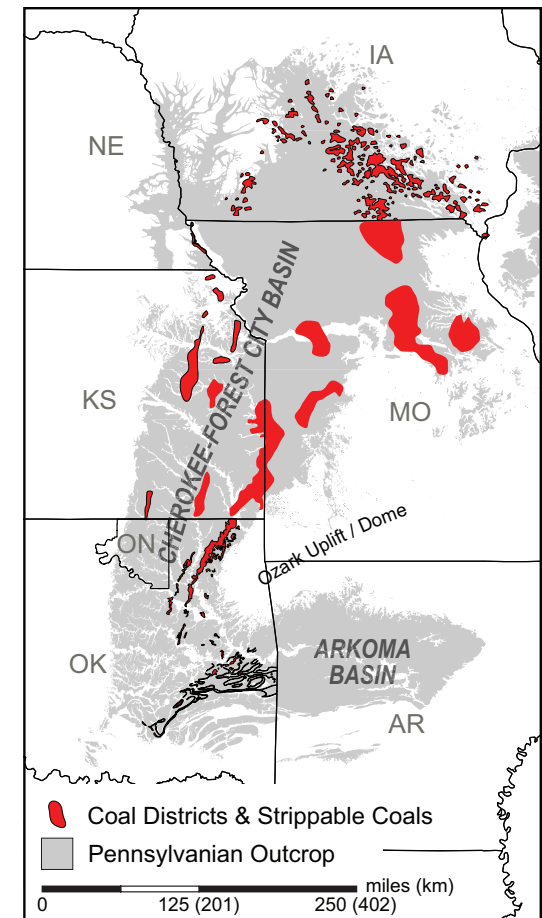 IA
NE
CHEROKEE-FOREST CITY BASIN
KS
MO
ON
Ozark Uplift / Dome
OK
ARKOMA
BASIN
AR
Coal Districts & Strippable Coals
Pennsylvanian Outcrop
miles (km)
0
125 (201)
250 (402)